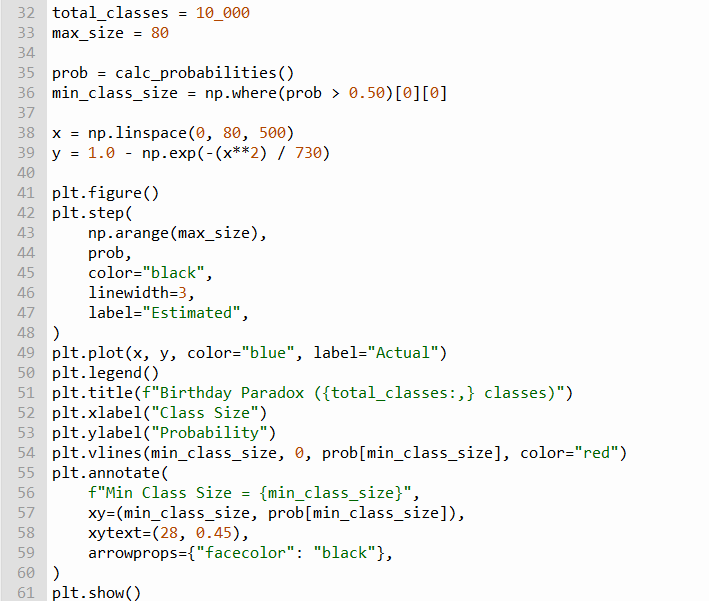 32 total_classes = 10_000
33 max_size = 80
34
35 prob = calc_probabilities()
36 min_class_size = np.where(prob > 0.50)[0][0]
37
38 x = np.linspace(0, 80, 500)
39 y = 1.0 - np.exp(-(x**2) / 730)
40
41 plt.figure()
42 plt.step(
43     np.arange(max_size),
44     prob,
45     color="black",
46     linewidth=3,
47     label="Estimated",
48 )
49 plt.plot(x, y, color="blue", label="Actual")
50 plt.legend()
51 plt.title(f"Birthday Paradox ({total_classes:,} classes)")
52 plt.xlabel("Class Size")
53 plt.ylabel("Probability")
54 plt.vlines(min_class_size, 0, prob[min_class_size], color="red")
55 plt.annotate(
56     f"Min Class Size = {min_class_size}",
57     xy=(min_class_size, prob[min_class_size]),
58     xytext=(28, 0.45),
59     arrowprops={"facecolor": "black"},
60 )
61 plt.show()